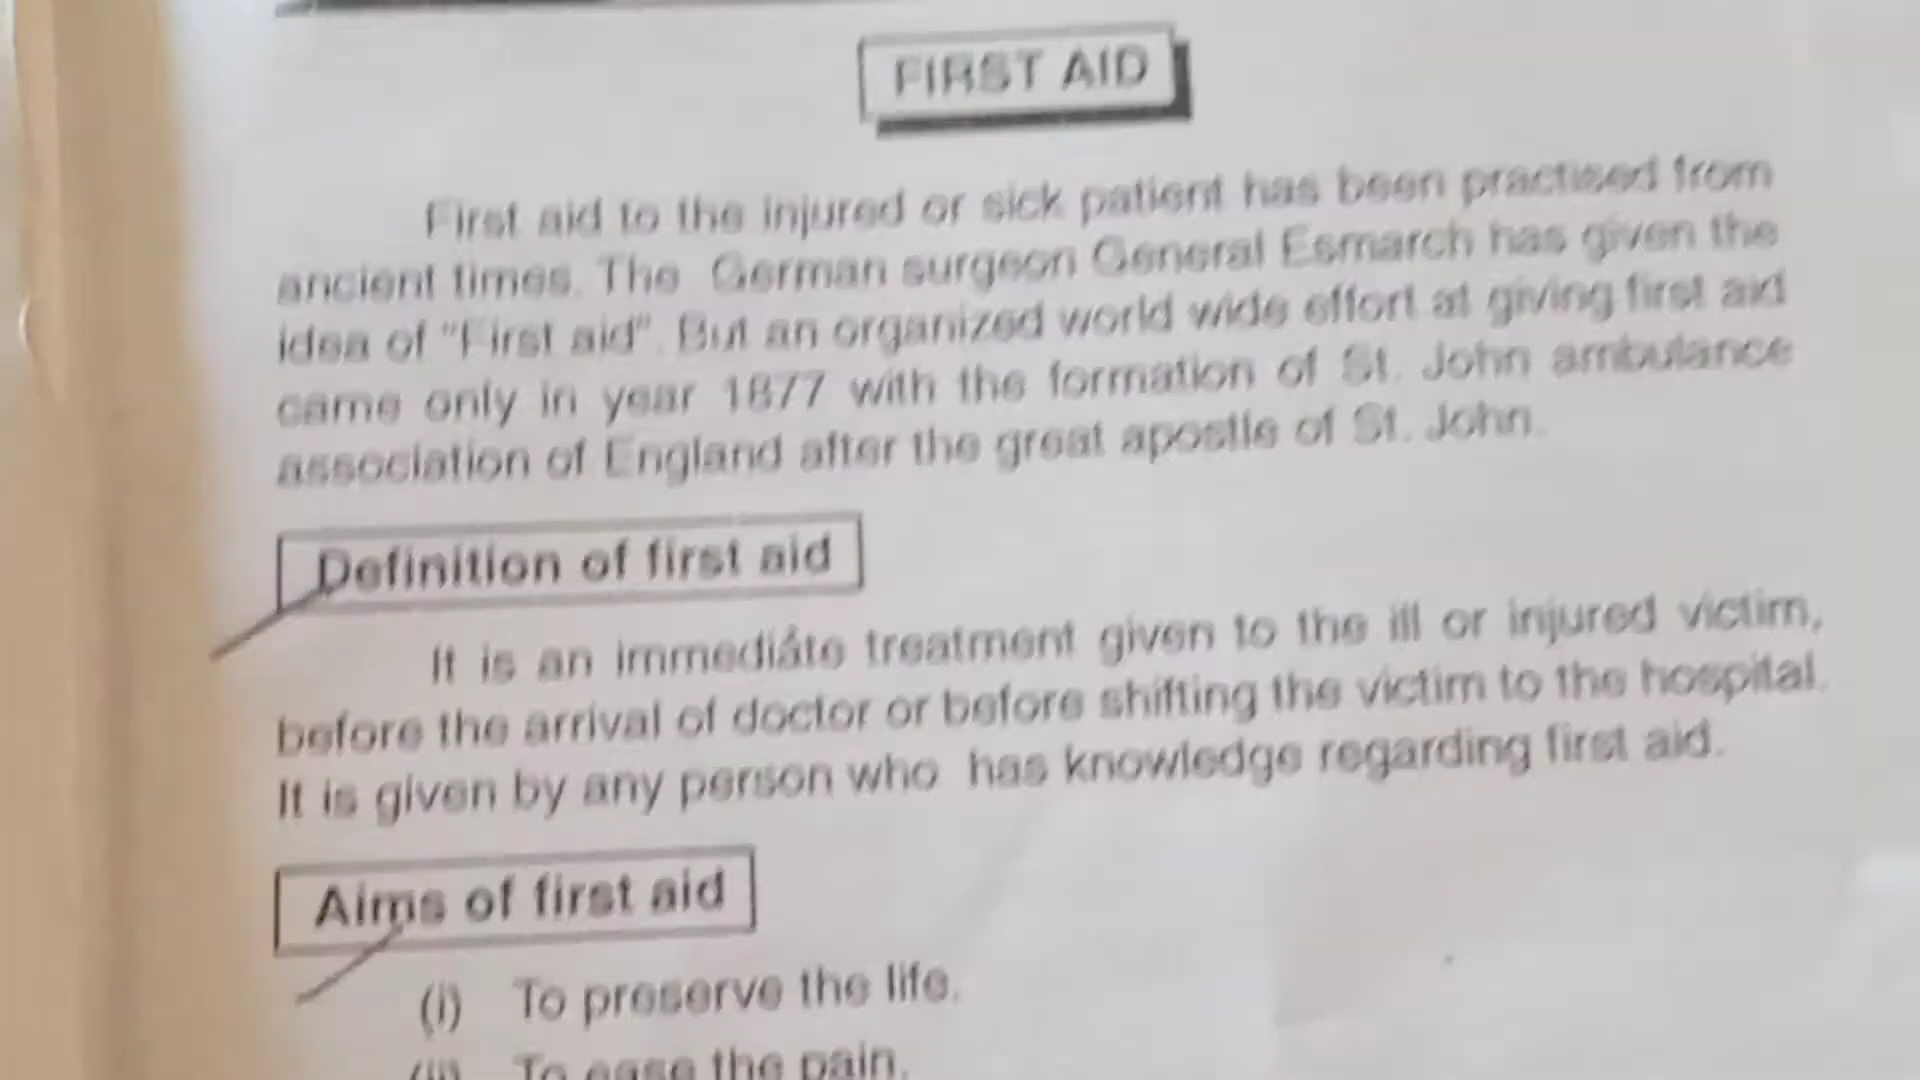 FIRST AID
First aid to the injured or sick patient has been practised from
ancient times. The German surgeon General Esmarch has given the
idea of "First aid". But an organized world wide effort at giving first aid
came only in year 1877 with the formation of St. John ambulance
association of England after the great apostle of St. John.
Definition of first aid
It is an immediáte treatment given to the ill or injured victim,
before the arrival of doctor or before shifting the victim to the hospital.
It is given by any person who has knowledge regarding first aid.
Aims of first aid
(i) To preserve the life.
(ii) To ease the pain.